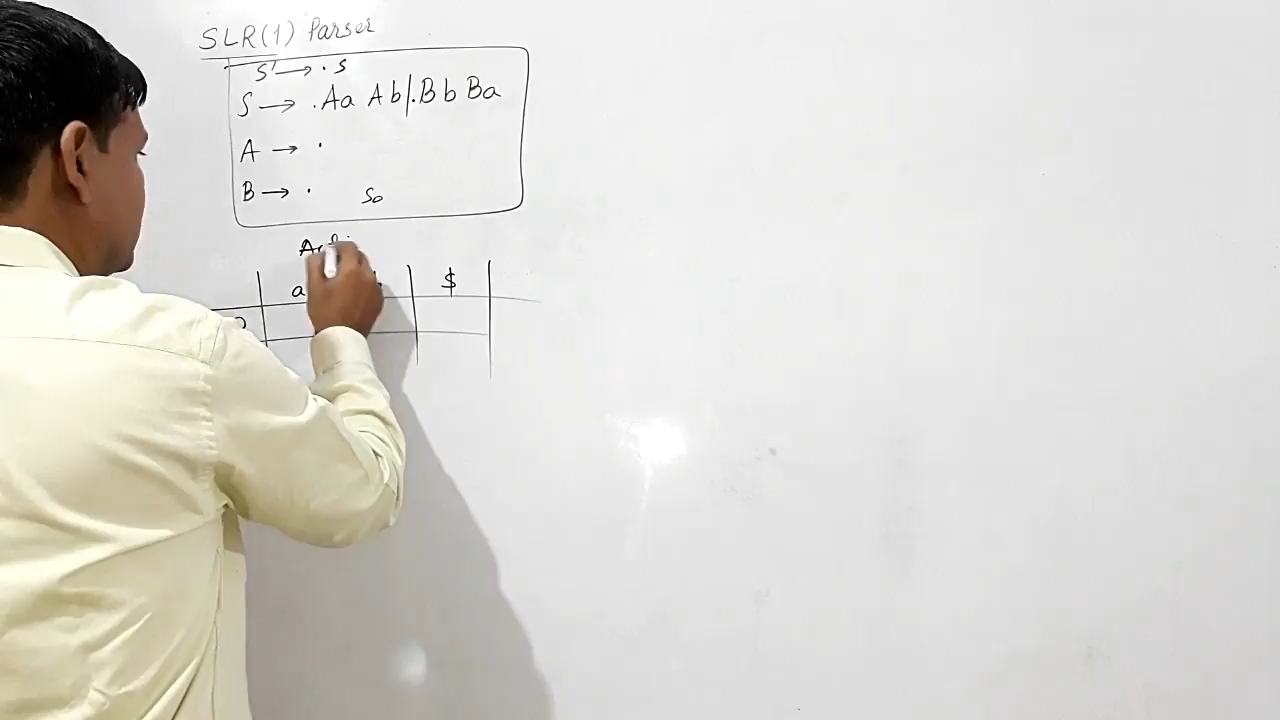 SLR(1) Parser
S' → . S
S → .Aa Ab|.Bb Ba
A → .
B → . S₀
a $